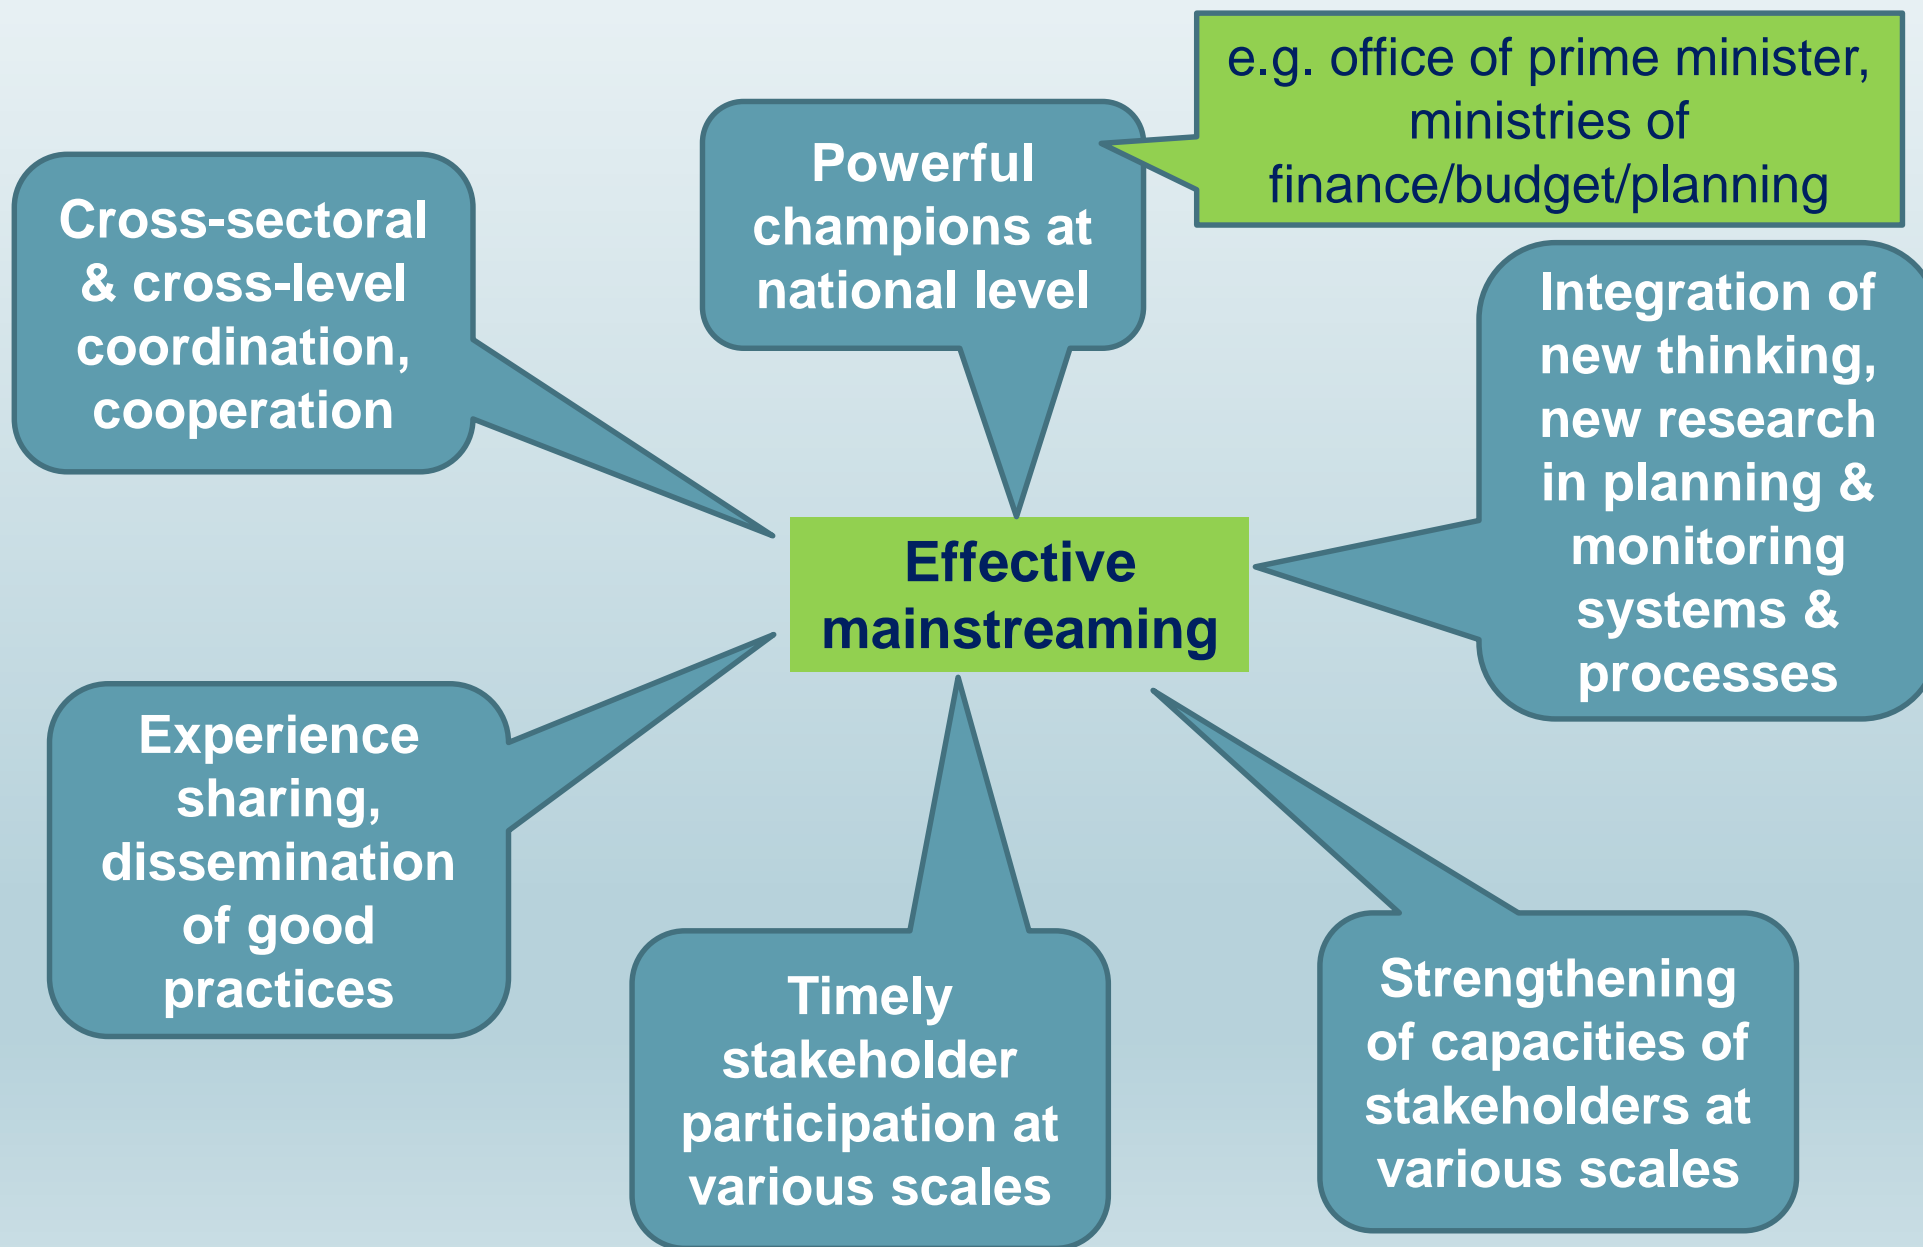 e.g. office of prime minister,
ministries of
finance/budget/planning
Powerful
champions at
national level
Cross-sectoral
& cross-level
coordination,
cooperation
Integration of
new thinking,
new research
in planning &
monitoring
systems &
processes
Effective
mainstreaming
Experience
sharing,
dissemination
of good
practices
Timely
stakeholder
participation at
various scales
Strengthening
of capacities of
stakeholders at
various scales